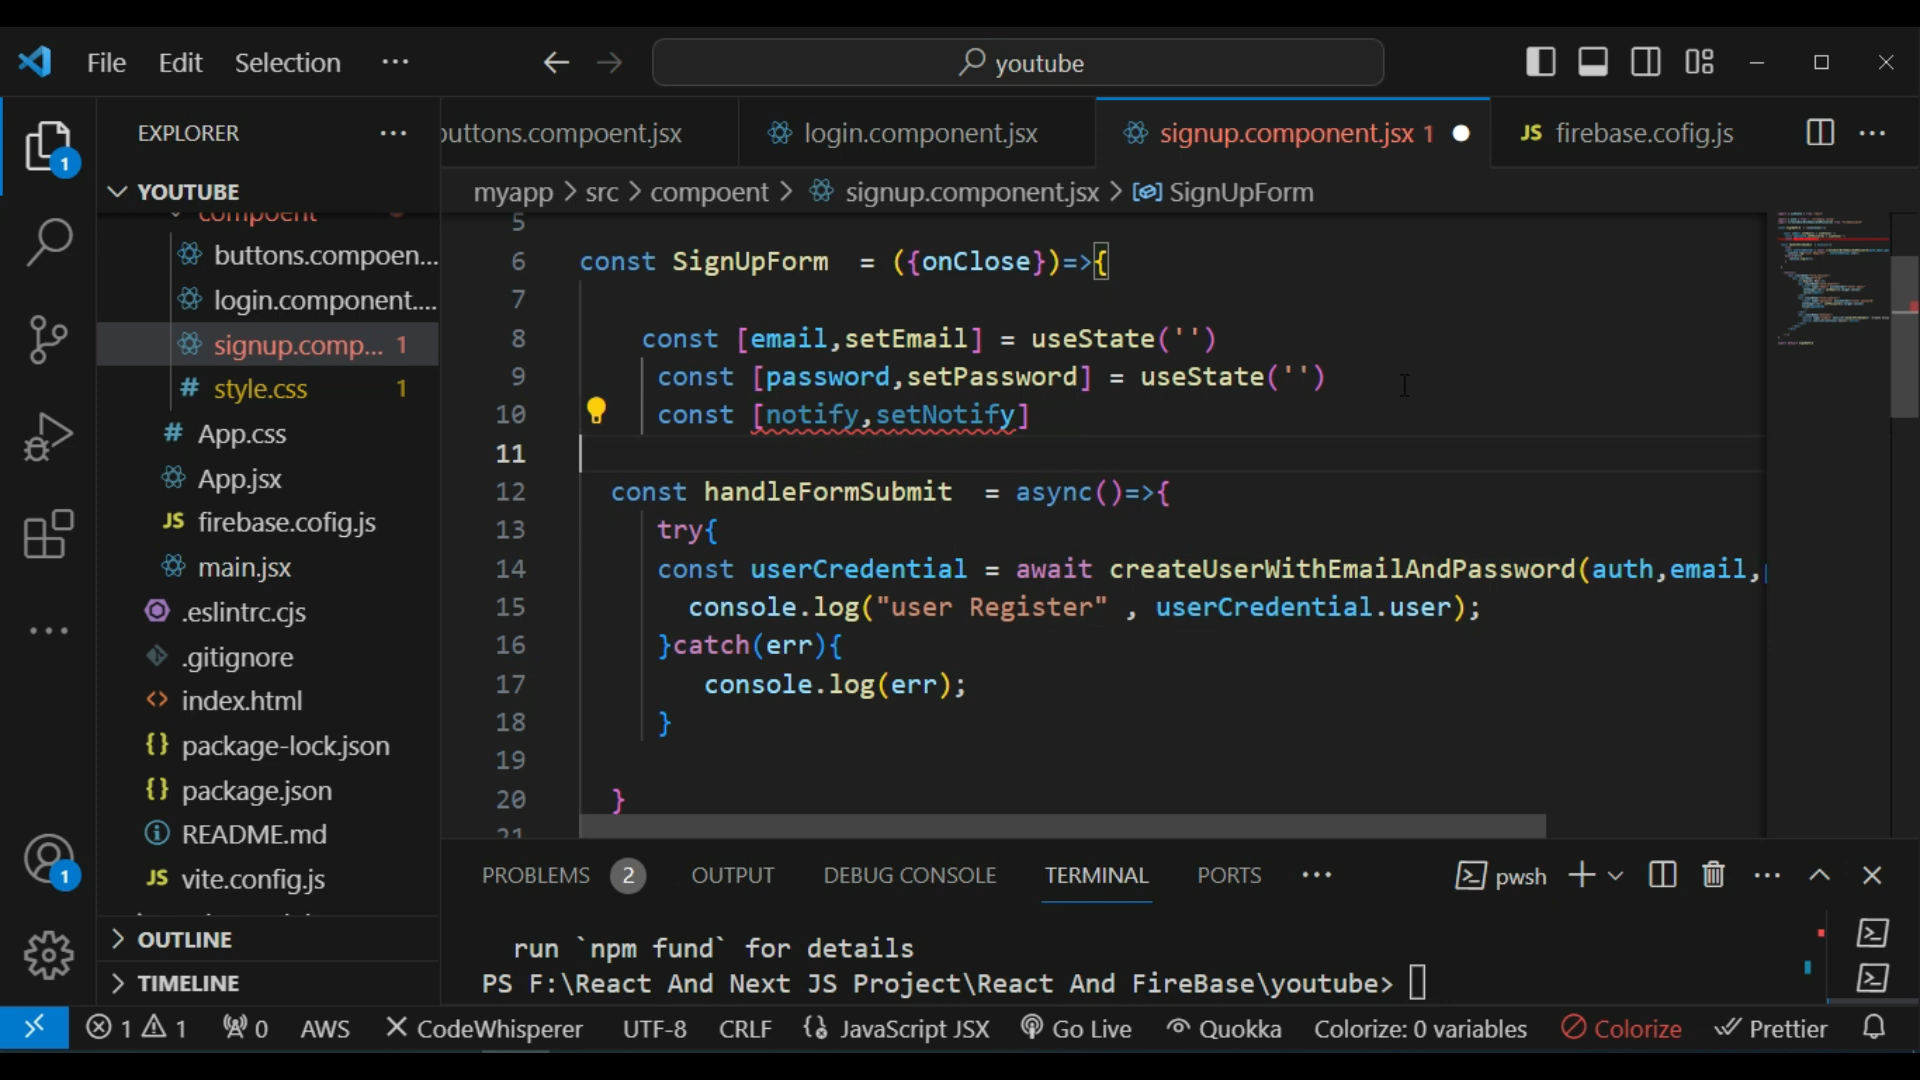 File Edit Selection ··· youtube
EXPLORER ···
buttons.compoent.jsx login.component.jsx signup.component.jsx 1 JS firebase.cofig.js ···
YOUTUBE
myapp > src > compoent > signup.component.jsx > SignUpForm
compoent
buttons.compoen...
login.component....
signup.comp... 1
# style.css 1
# App.css
App.jsx
JS firebase.cofig.js
main.jsx
.eslintrc.cjs
.gitignore
<> index.html
{} package-lock.json
{} package.json
README.md
JS vite.config.js
OUTLINE
TIMELINE
1
1
5
6 const SignUpForm = ({onClose})=>{
7
8 const [email,setEmail] = useState('')
9 const [password,setPassword] = useState('')
10 const [notify,setNotify]
11
12 const handleFormSubmit = async()=>{
13 try{
14 const userCredential = await createUserWithEmailAndPassword(auth,email,
15 console.log("user Register" , userCredential.user);
16 }catch(err){
17 console.log(err);
18 }
19
20 }
21
PROBLEMS 2 OUTPUT DEBUG CONSOLE TERMINAL PORTS ··· pwsh ···
run `npm fund` for details
PS F:\React And Next JS Project\React And FireBase\youtube>
1 1 0 AWS CodeWhisperer UTF-8 CRLF JavaScript JSX Go Live Quokka Colorize: 0 variables Colorize Prettier